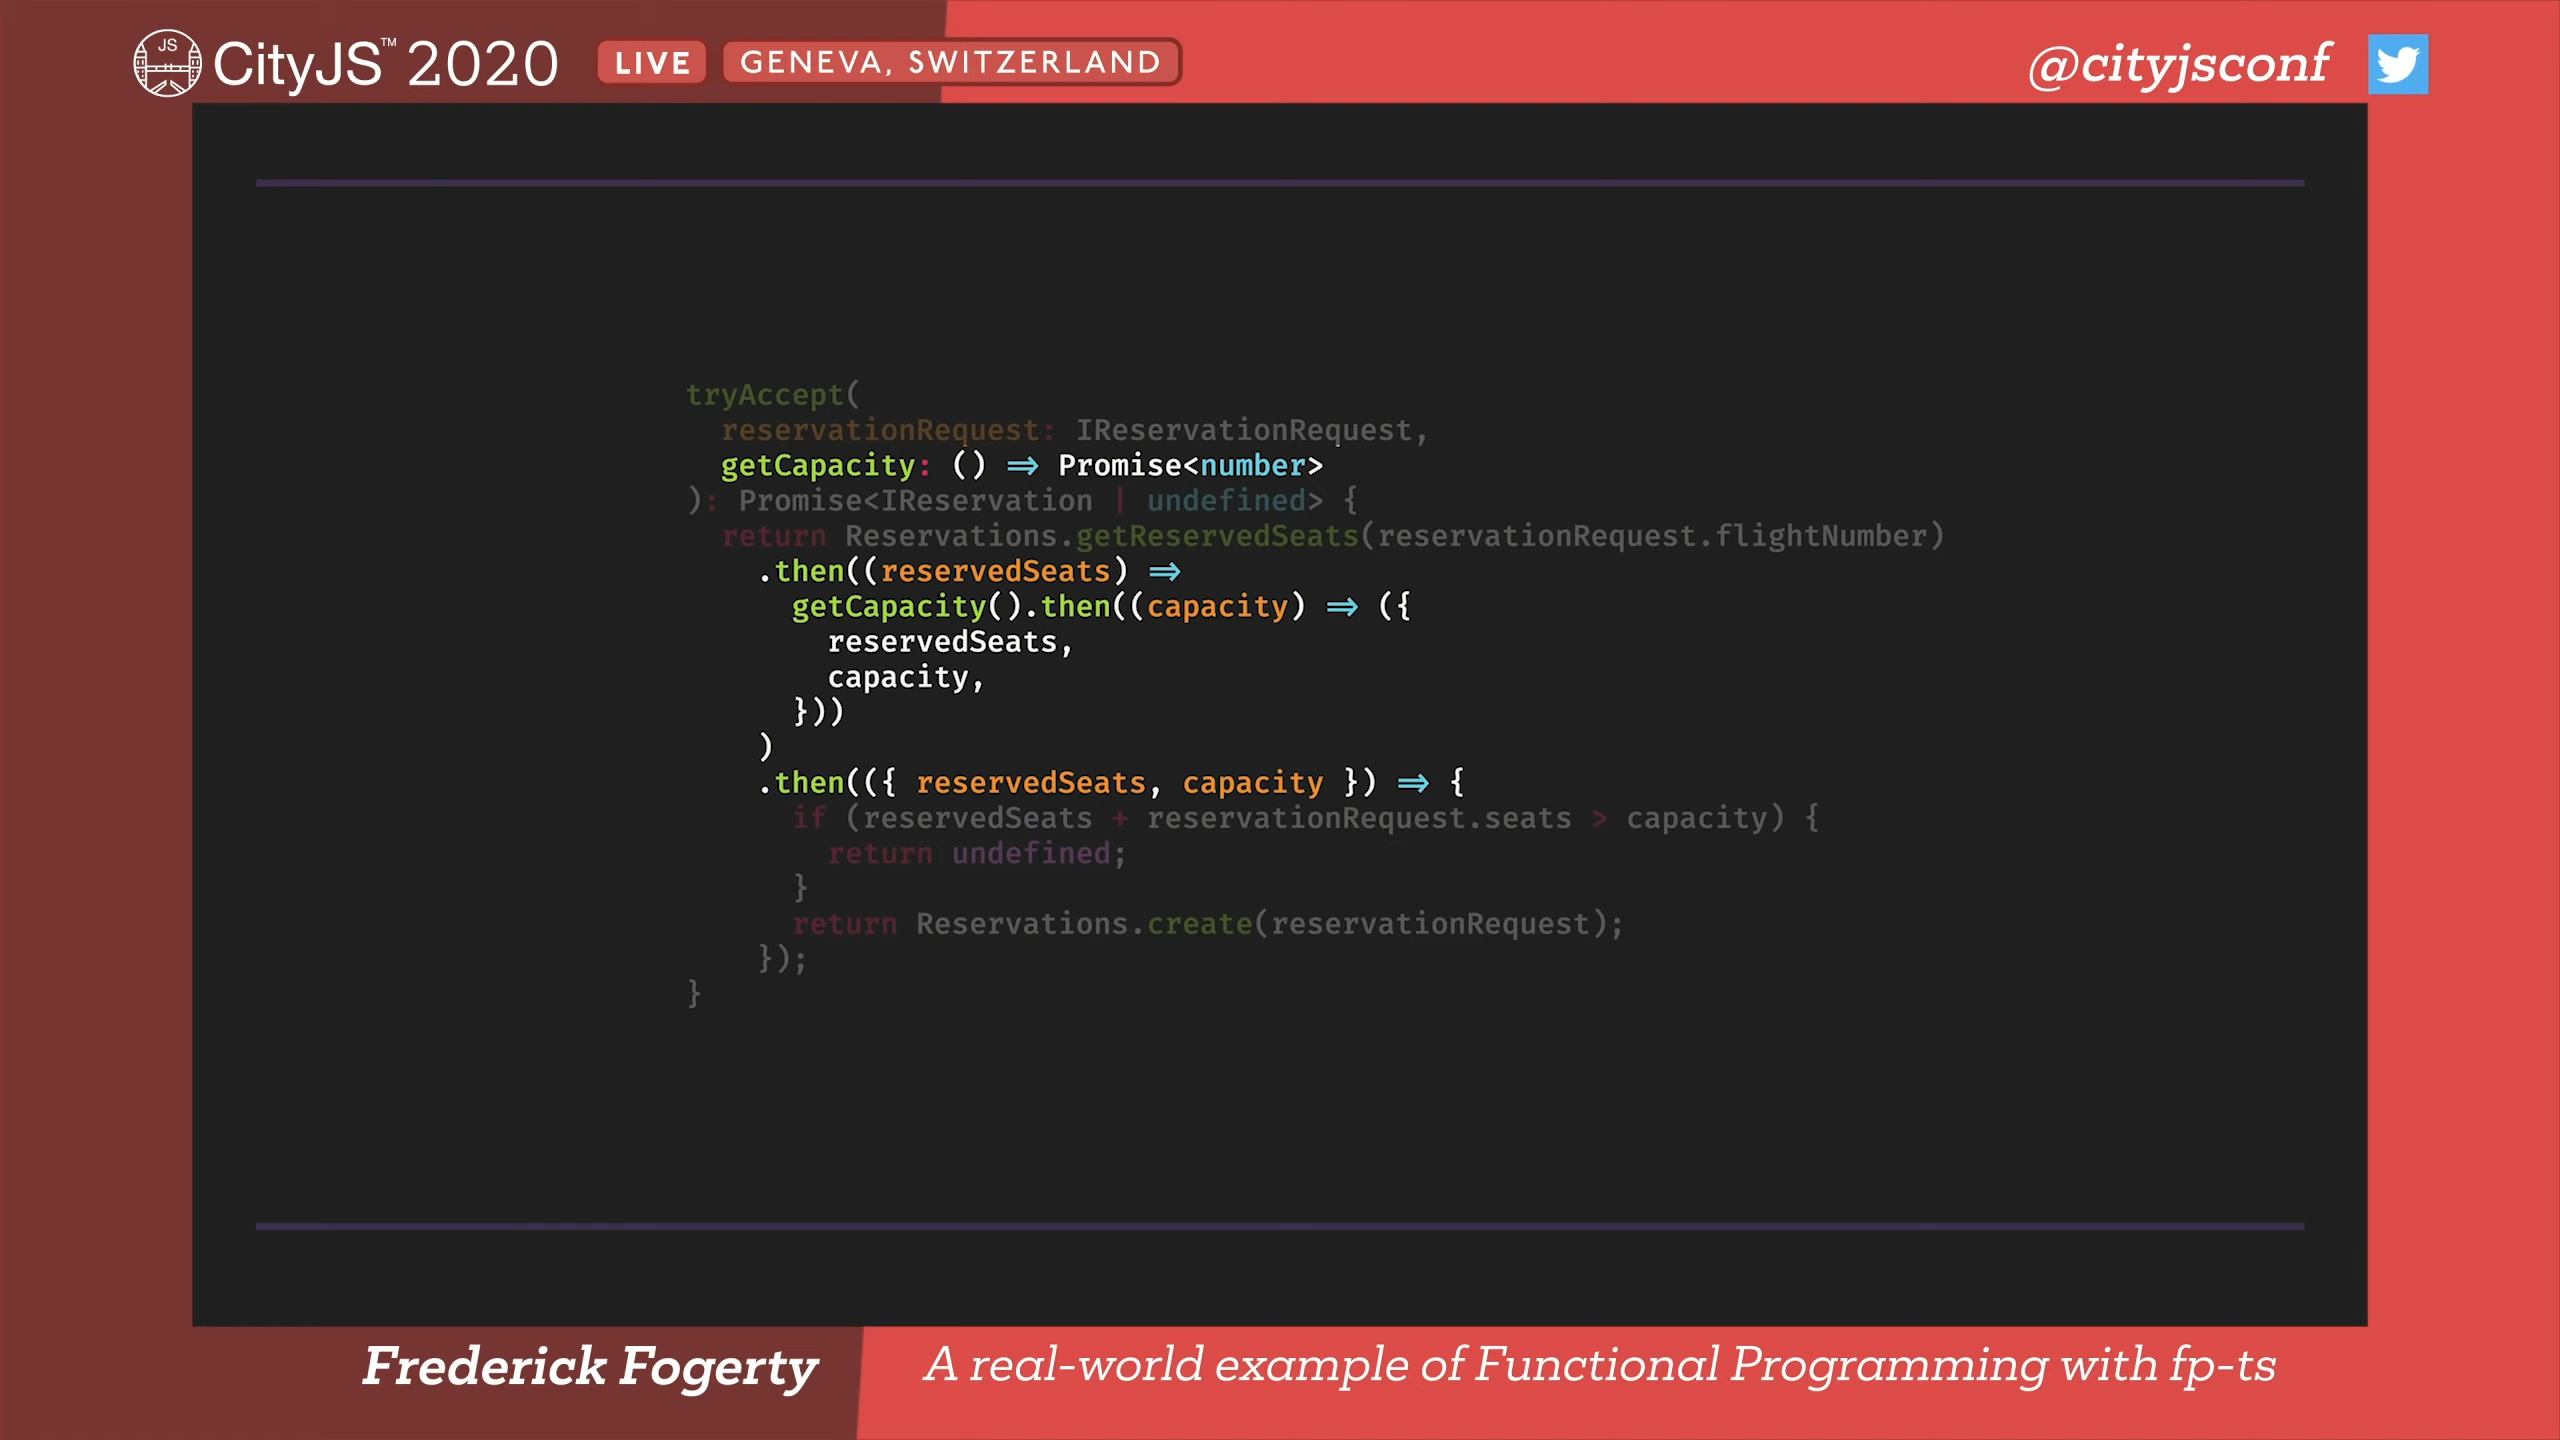 JS
CityJS™ 2020
LIVE
GENEVA, SWITZERLAND
@cityjsconf
tryAccept(
  reservationRequest: IReservationRequest,
  getCapacity: () ⇒ Promise<number>
): Promise<IReservation | undefined> {
  return Reservations.getReservedSeats(reservationRequest.flightNumber)
    .then((reservedSeats) ⇒
      getCapacity().then((capacity) ⇒ ({
        reservedSeats,
        capacity,
      }))
    )
    .then(({ reservedSeats, capacity }) ⇒ {
      if (reservedSeats + reservationRequest.seats > capacity) {
        return undefined;
      }
      return Reservations.create(reservationRequest);
    });
}
Frederick Fogerty
A real-world example of Functional Programming with fp-ts